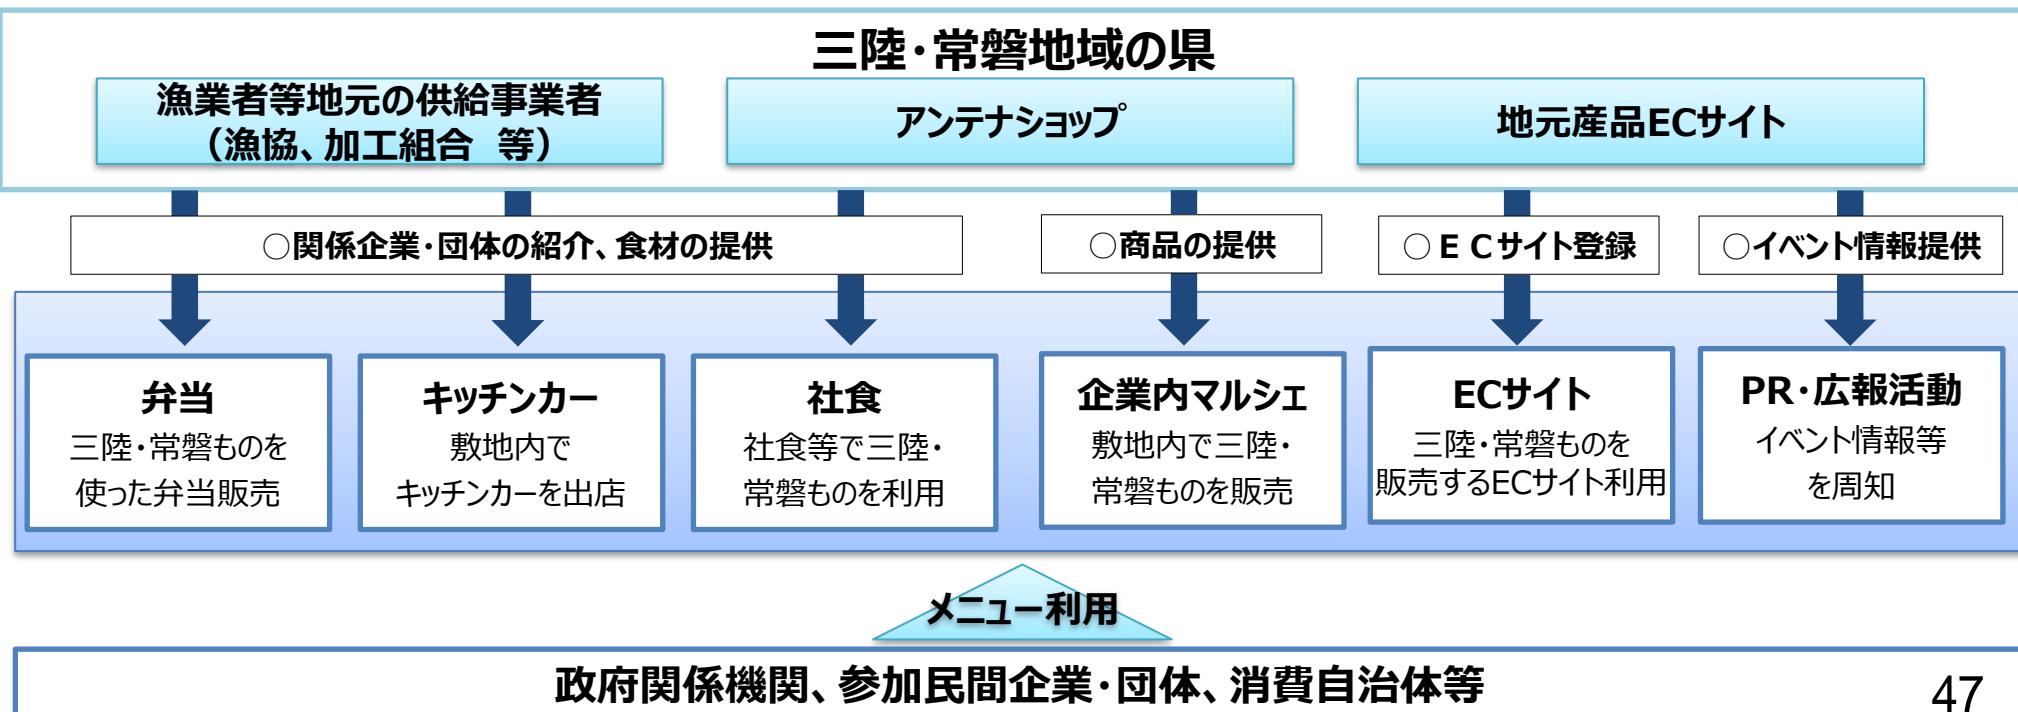 三陸・常磐地域の県
漁業者等地元の供給事業者
（漁協、加工組合　等）
アンテナショップ
地元産品ECサイト
○関係企業・団体の紹介、食材の提供
○商品の提供
○ＥＣサイト登録
○イベント情報提供
弁当
三陸・常磐ものを
使った弁当販売
キッチンカー
敷地内で
キッチンカーを出店
社食
社食等で三陸・
常磐ものを利用
企業内マルシェ
敷地内で三陸・
常磐ものを販売
ECサイト
三陸・常磐ものを
販売するECサイト利用
PR・広報活動
イベント情報等
を周知
メニュー利用
政府関係機関、参加民間企業・団体、消費自治体等
47